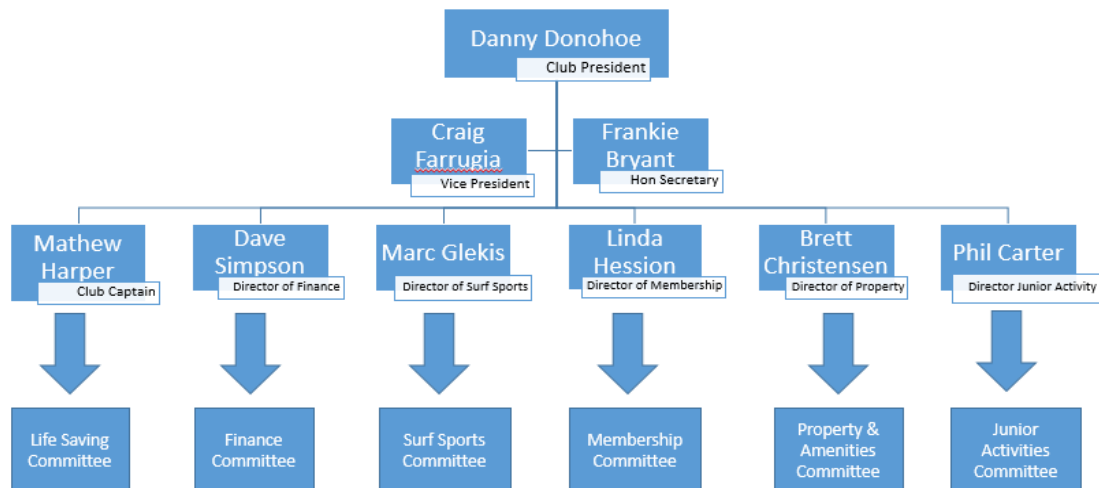 Danny Donohoe
Club President
Craig
Farrugia
Vice President
Frankie
Bryant
Hon Secretary
Mathew
Harper
Club Captain
Dave
Simpson
Director of Finance
Marc Glekis
Director of Surf Sports
Linda
Hession
Director of Membership
Brett
Christensen
Director of Property
Phil Carter
Director Junior Activity
Life Saving
Committee
Finance
Committee
Surf Sports
Committee
Membership
Committee
Property &
Amenities
Committee
Junior
Activities
Committee